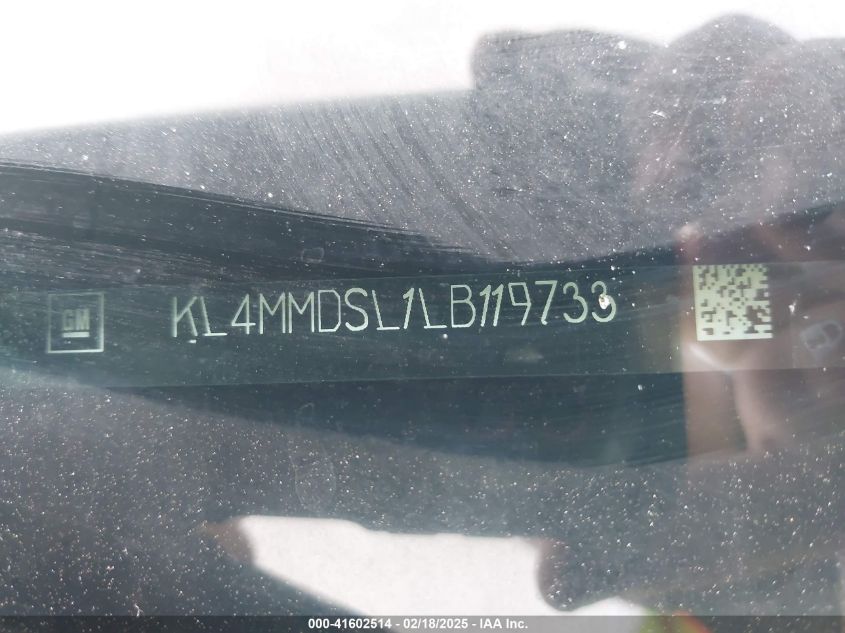 GM
KL4MMDSL1LB119733
000-41602514 - 02/18/2025 - IAA Inc.